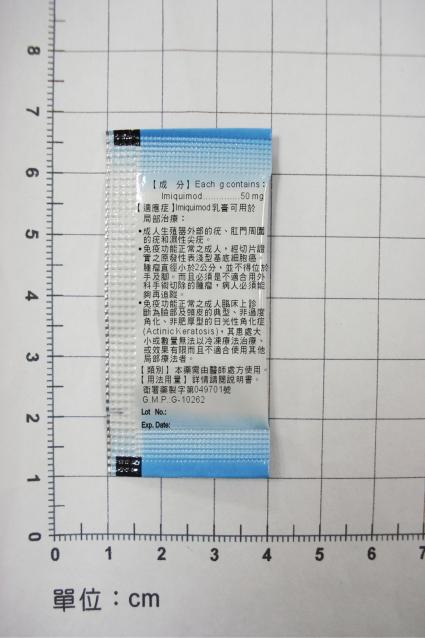 8
7
6
5
4
3
2
1
0
【成 分】Each g contains:
Imiquimod.............50 mg
【適應症】Imiquimod乳膏可用於
局部治療:
•成人生殖器外部的疣、肛門周圍
的疣和濕性尖疣。
•免疫功能正常之成人,經切片證
實之原發性表淺型基底細胞癌,
腫瘤直徑小於2公分,並不得位於
手及腳。而且必須是不適合用外
科手術切除的腫瘤,病人必須能
夠再追蹤。
•免疫功能正常之成人臨床上診
斷為臉部及頭皮的典型、非過度
角化、非肥厚型的日光性角化症
(Actinic Keratosis),其患處大
小或數量無法以冷凍療法治療、
或效果有限而且不適合使用其他
局部療法者。
【類別】本藥需由醫師處方使用。
【用法用量】詳情請閱說明書。
衛署藥製字第049701號
G.M.P.G-10262
Lot No.:
Exp. Date:
0 1 2 3 4 5 6 7
單位:cm